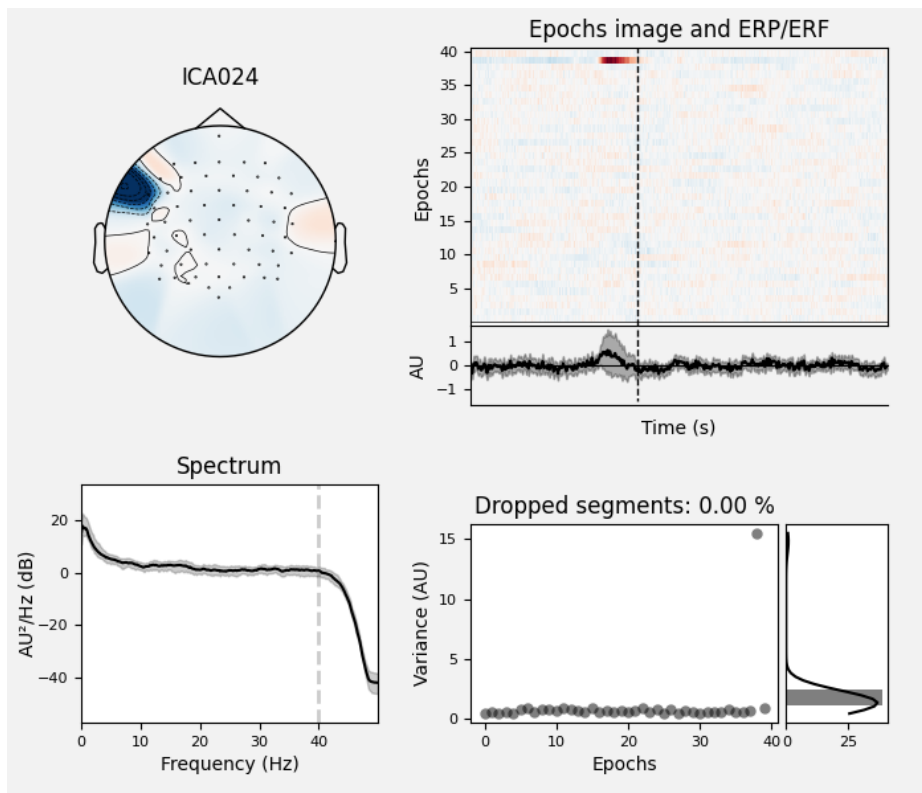 Epochs image and ERP/ERF
ICA024
40
35
30
25
20
15
10
5
Epochs
1
0
−1
AU
Time (s)
Spectrum
20
0
−20
−40
AU²/Hz (dB)
0 10 20 30 40
Frequency (Hz)
Dropped segments: 0.00 %
15
10
5
0
Variance (AU)
0 10 20 30 40
Epochs
0 25